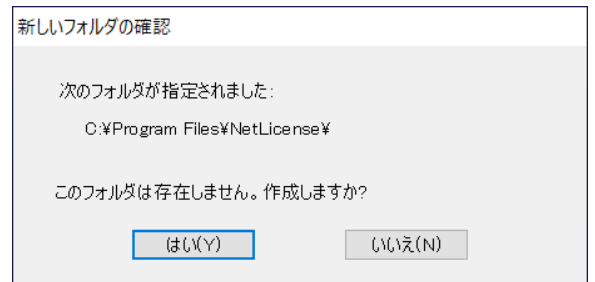 新しいフォルダの確認
次のフォルダが指定されました:
C:¥Program Files¥NetLicense¥
このフォルダは存在しません。作成しますか?
はい(Y)
いいえ(N)